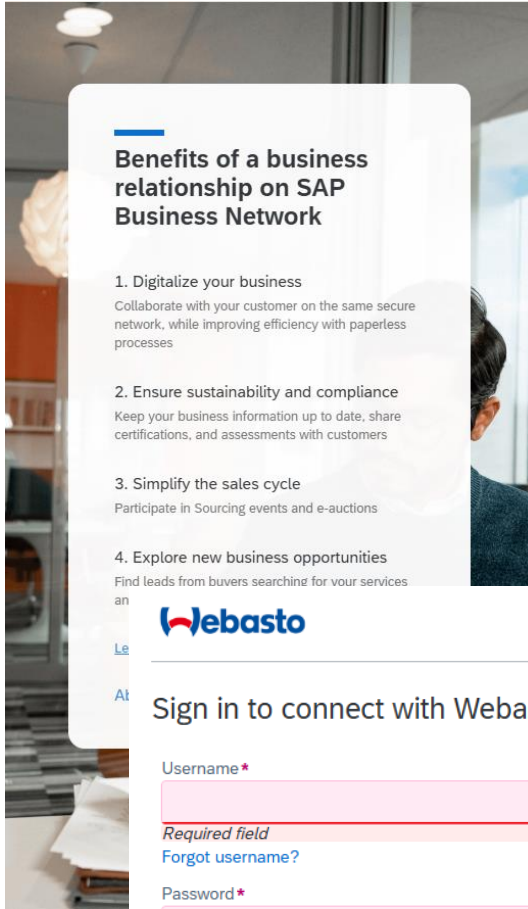 Benefits of a business
relationship on SAP
Business Network
1. Digitalize your business
Collaborate with your customer on the same secure
network, while improving efficiency with paperless
processes
2. Ensure sustainability and compliance
Keep your business information up to date, share
certifications, and assessments with customers
3. Simplify the sales cycle
Participate in Sourcing events and e-auctions
4. Explore new business opportunities
Find leads from buyers searching for your services
an
Le
Ab
Webasto
Sign in to connect with Weba
Username*
Required field
Forgot username?
Password*